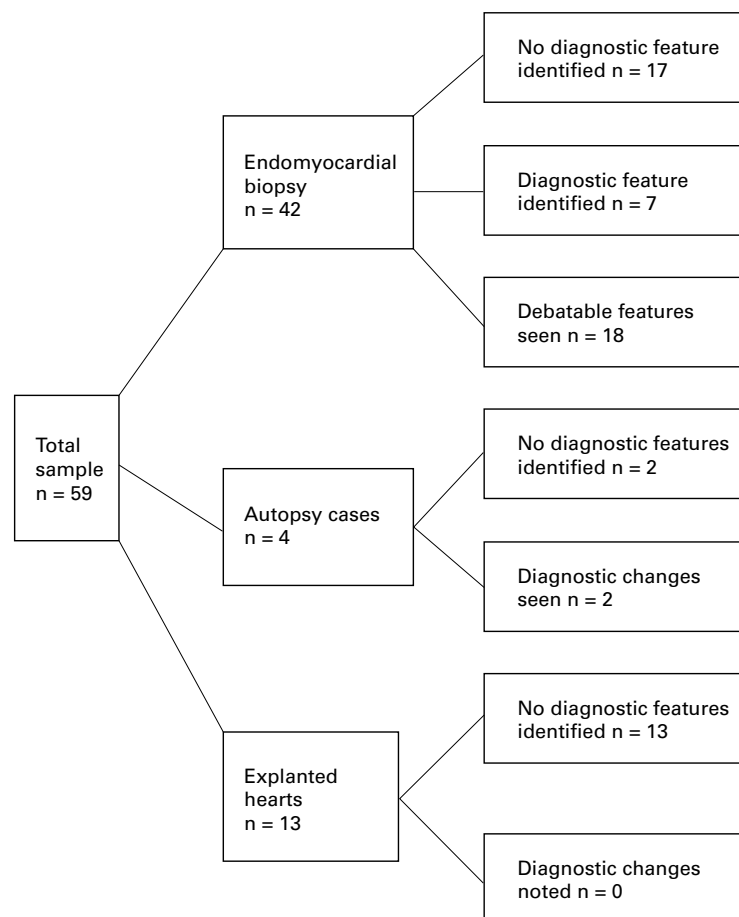 No diagnostic feature
identified n = 17
Endomyocardial
biopsy
n = 42
Diagnostic feature
identified n = 7
Debatable features
seen n = 18
Total
sample
n = 59
No diagnostic features
identified n = 2
Autopsy cases
n = 4
Diagnostic changes
seen n = 2
No diagnostic features
identified n = 13
Explanted
hearts
n = 13
Diagnostic changes
noted n = 0